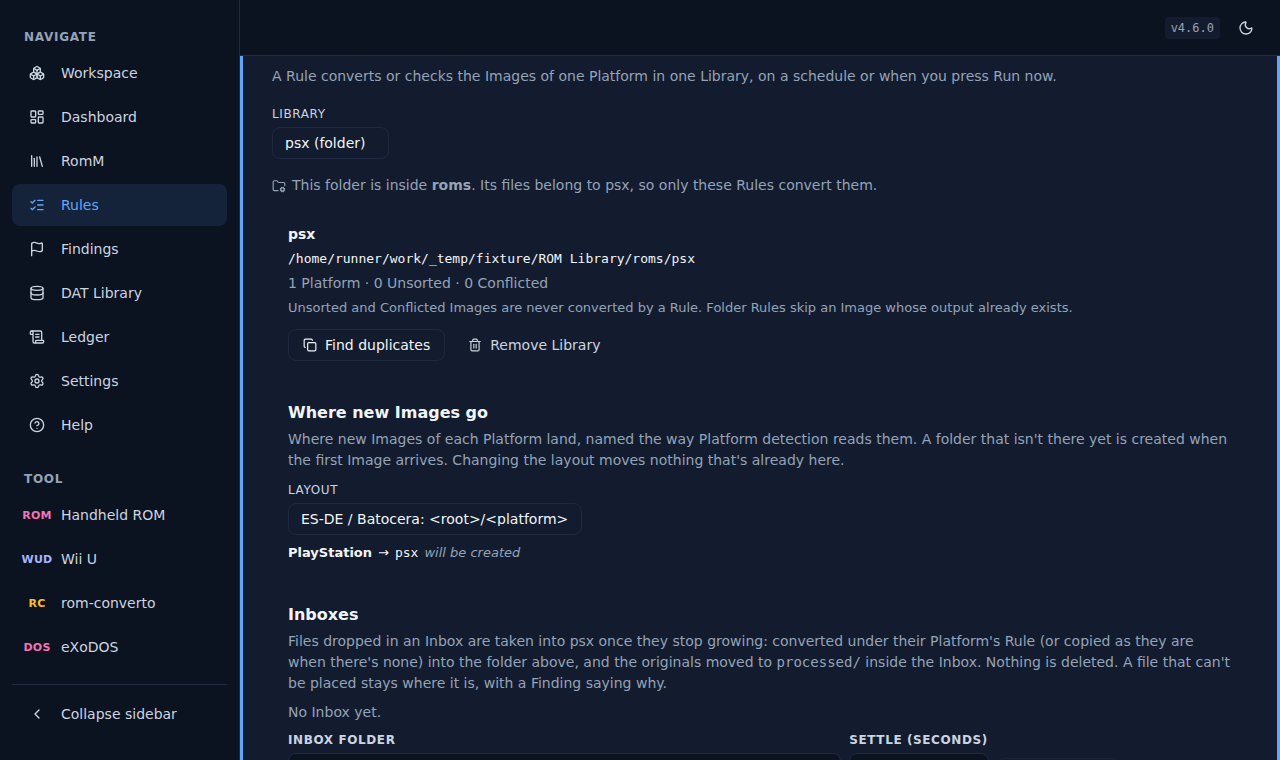 NAVIGATE
Workspace
Dashboard
RomM
Rules
Findings
DAT Library
Ledger
Settings
Help
TOOL
ROM Handheld ROM
WUD Wii U
RC rom-converto
DOS eXoDOS
Collapse sidebar
v4.6.0
A Rule converts or checks the Images of one Platform in one Library, on a schedule or when you press Run now.
LIBRARY
psx (folder)
This folder is inside roms. Its files belong to psx, so only these Rules convert them.
psx
/home/runner/work/_temp/fixture/ROM Library/roms/psx
1 Platform · 0 Unsorted · 0 Conflicted
Unsorted and Conflicted Images are never converted by a Rule. Folder Rules skip an Image whose output already exists.
Find duplicates Remove Library
Where new Images go
Where new Images of each Platform land, named the way Platform detection reads them. A folder that isn't there yet is created when
the first Image arrives. Changing the layout moves nothing that's already here.
LAYOUT
ES-DE / Batocera: <root>/<platform>
PlayStation → psx will be created
Inboxes
Files dropped in an Inbox are taken into psx once they stop growing: converted under their Platform's Rule (or copied as they are
when there's none) into the folder above, and the originals moved to processed/ inside the Inbox. Nothing is deleted. A file that can't
be placed stays where it is, with a Finding saying why.
No Inbox yet.
INBOX FOLDER SETTLE (SECONDS)